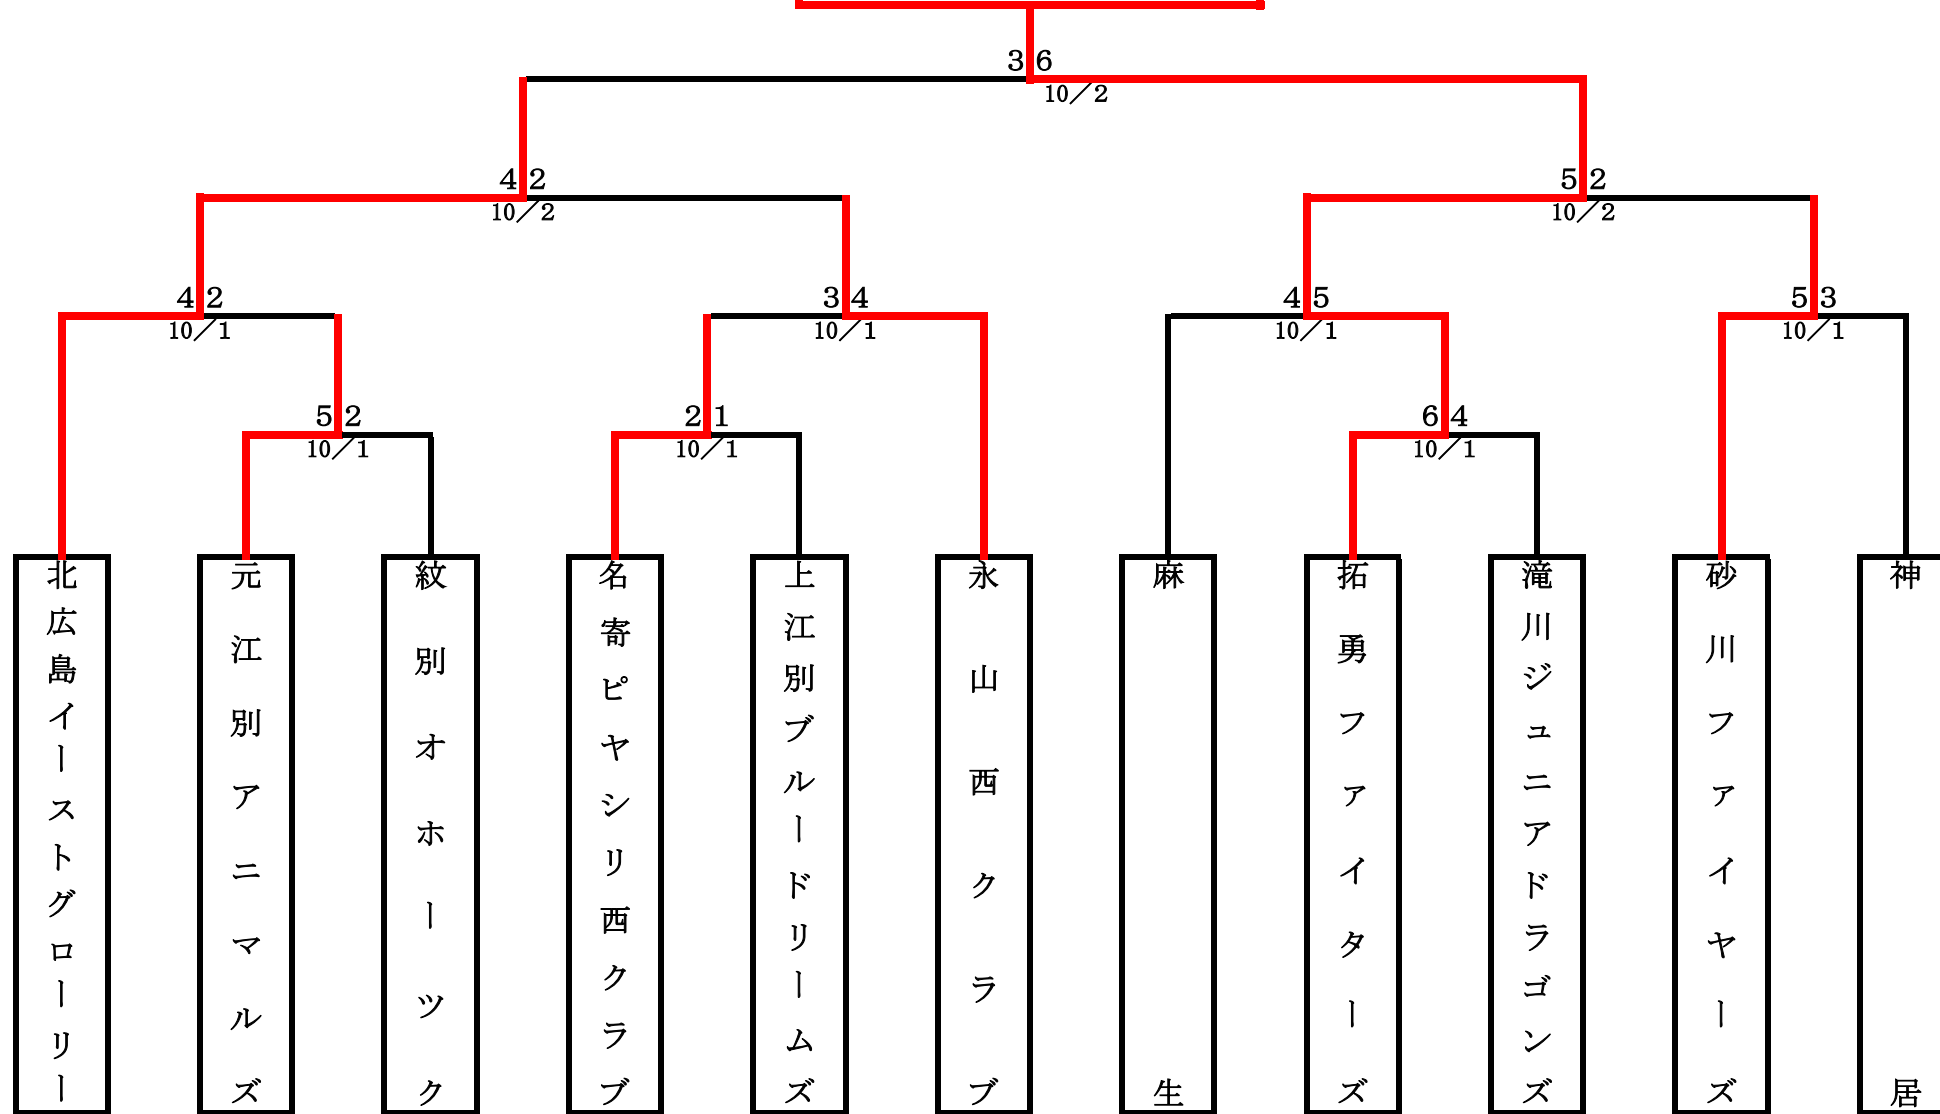 3 6
10／2
4 2
10／2
5 2
10／2
4 2
10／1
3 4
10／1
4 5
10／1
5 3
10／1
5 2
10／1
2 1
10／1
6 4
10／1
北広島イーストグローリー
元江別アニマルズ
紋別オホーツク
名寄ピヤシリ西クラブ
上江別ブルードリームズ
永山西クラブ
麻生
拓勇ファイターズ
滝川ジュニアドラゴンズ
砂川ファイヤーズ
神居